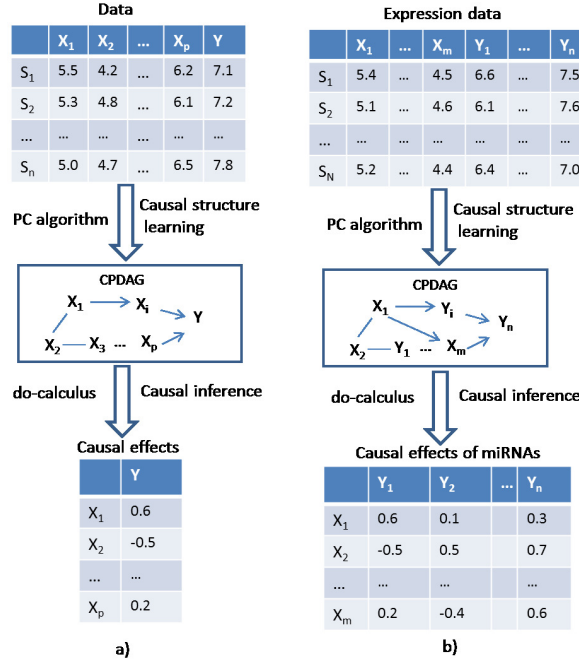 Data
X1 X2 ... Xp Y
S1 5.5 4.2 ... 6.2 7.1
S2 5.3 4.8 ... 6.1 7.2
... ... ... ... ...
Sn 5.0 4.7 ... 6.5 7.8
PC algorithm
Causal structure
learning
CPDAG
X1 Xi
Y
X2 X3 ... Xp
do-calculus
Causal inference
Causal effects
Y
X1 0.6
X2 -0.5
... ...
Xp 0.2
a)
Expression data
X1 ... Xm Y1 ... Yn
S1 5.4 ... 4.5 6.6 ... 7.5
S2 5.1 ... 4.6 6.1 ... 7.6
... ... ... ... ...
SN 5.2 ... 4.4 6.4 ... 7.0
PC algorithm
Causal structure
learning
CPDAG
X1 Yi
Yn
X2 Y1 ... Xm
do-calculus
Causal inference
Causal effects of miRNAs
Y1 Y2 ... Yn
X1 0.6 0.1 0.3
X2 -0.5 0.5 0.7
... ... ... ...
Xm 0.2 -0.4 0.6
b)